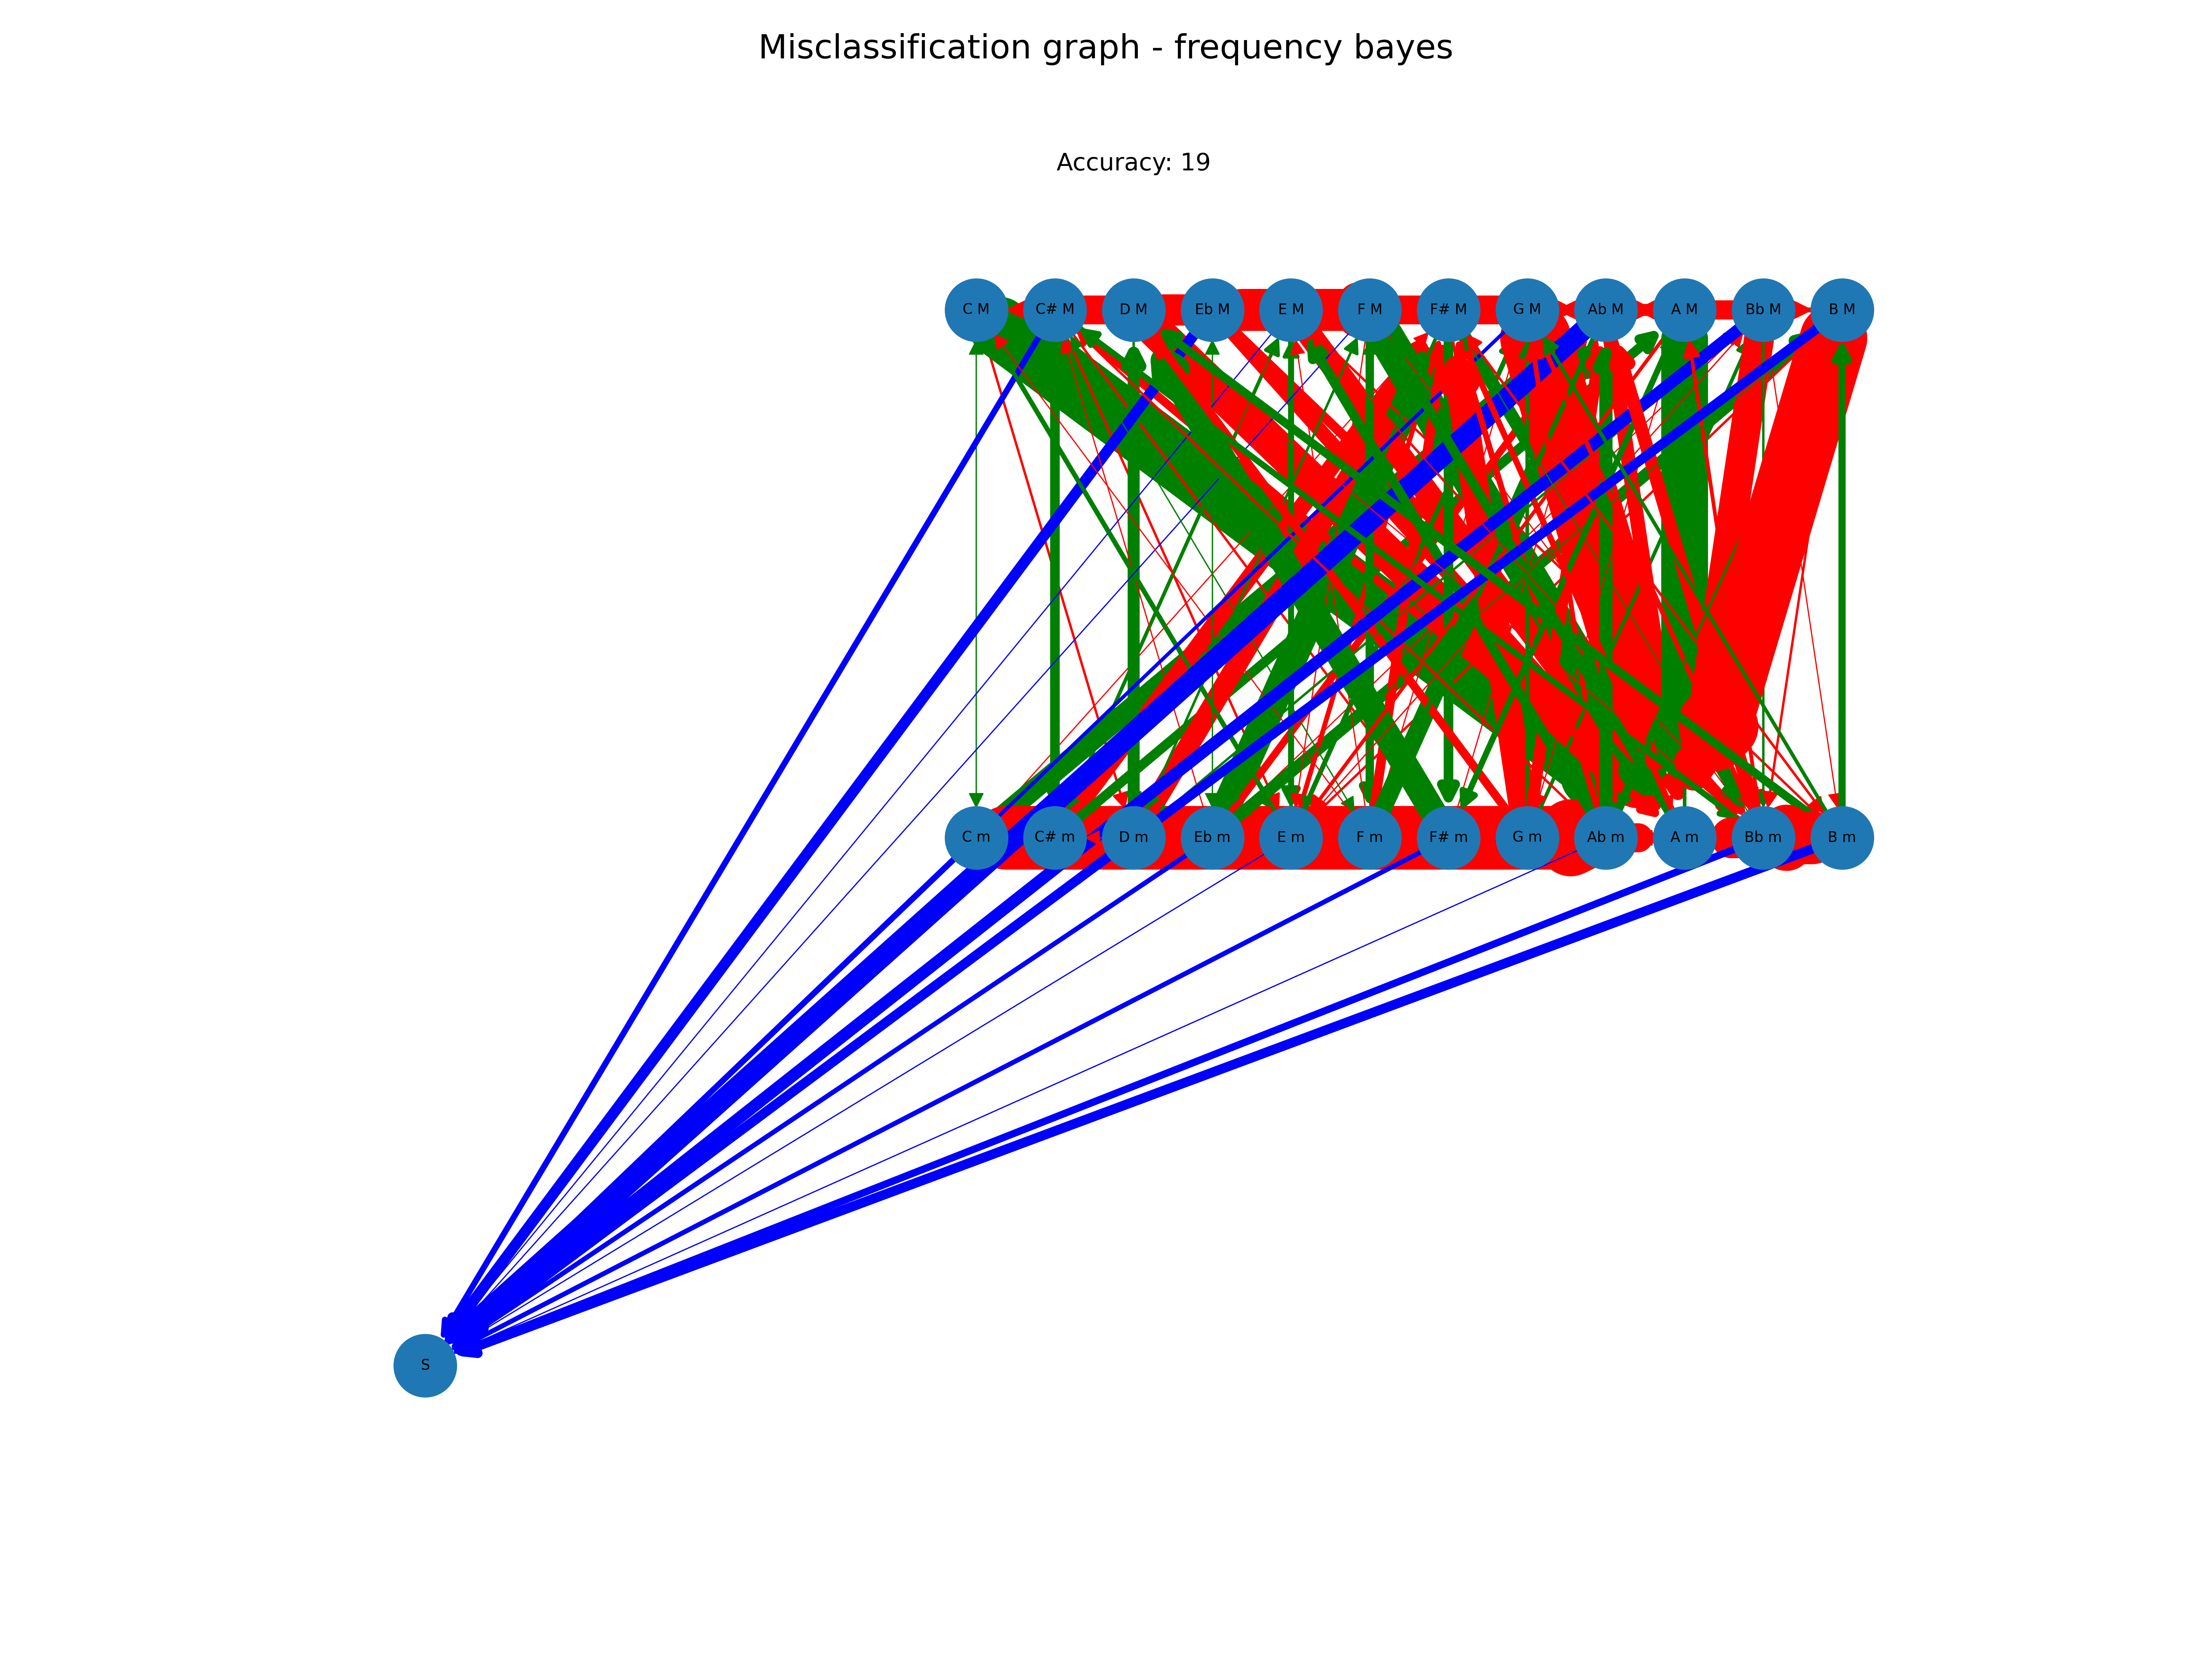 Misclassification graph - frequency bayes
Accuracy: 19
C M C# M D M Eb M E M F M F# M G M Ab M A M Bb M B M
C m C# m D m Eb m E m F m F# m G m Ab m A m Bb m B m
S